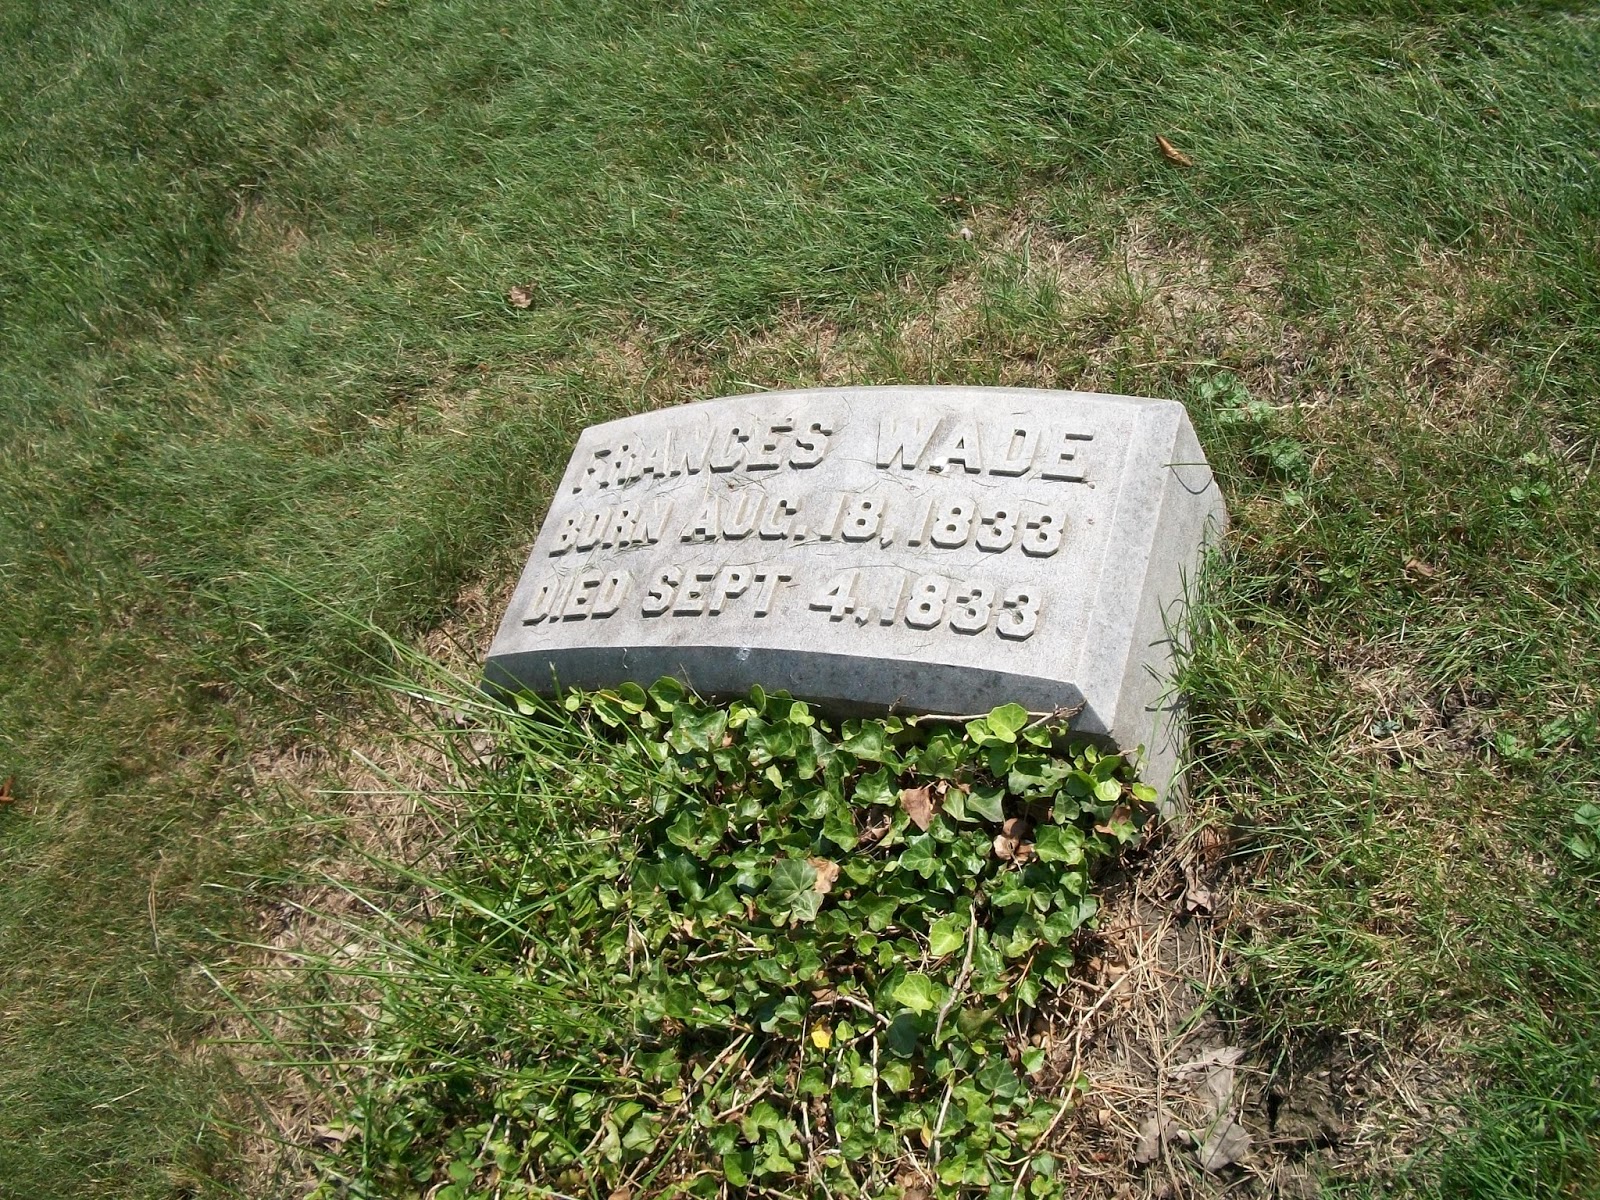 FRANCES WADE.
BORN AUG. 18, 1833
DIED SEPT 4, 1833